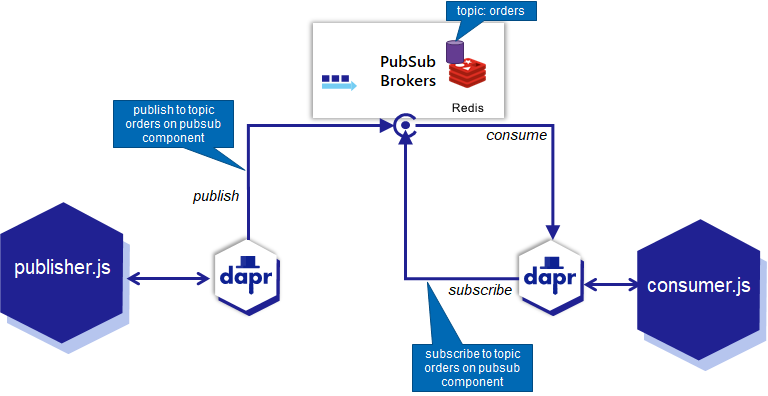 topic: orders
PubSub
Brokers
Redis
publish to topic
orders on pubsub
component
consume
publish
publisher.js
dapr
subscribe
dapr
consumer.js
subscribe to topic
orders on pubsub
component